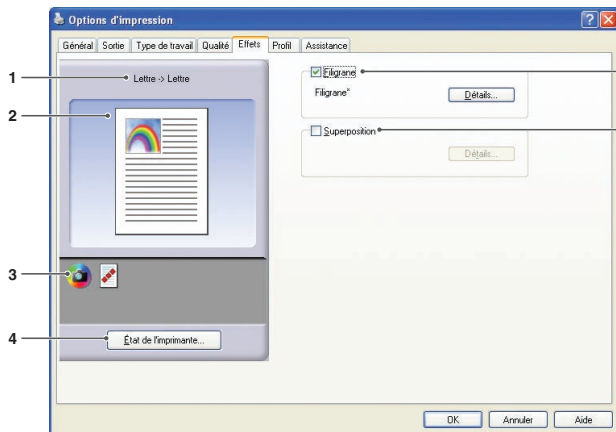 Options d'impression
Général Sortie Type de travail Qualité Effets Profil Assistance
1
Lettre -> Lettre
2
3
4
État de l'imprimante...
Filigrane
Filigrane*
Détails...
Superposition
Détails...
OK Annuler Aide